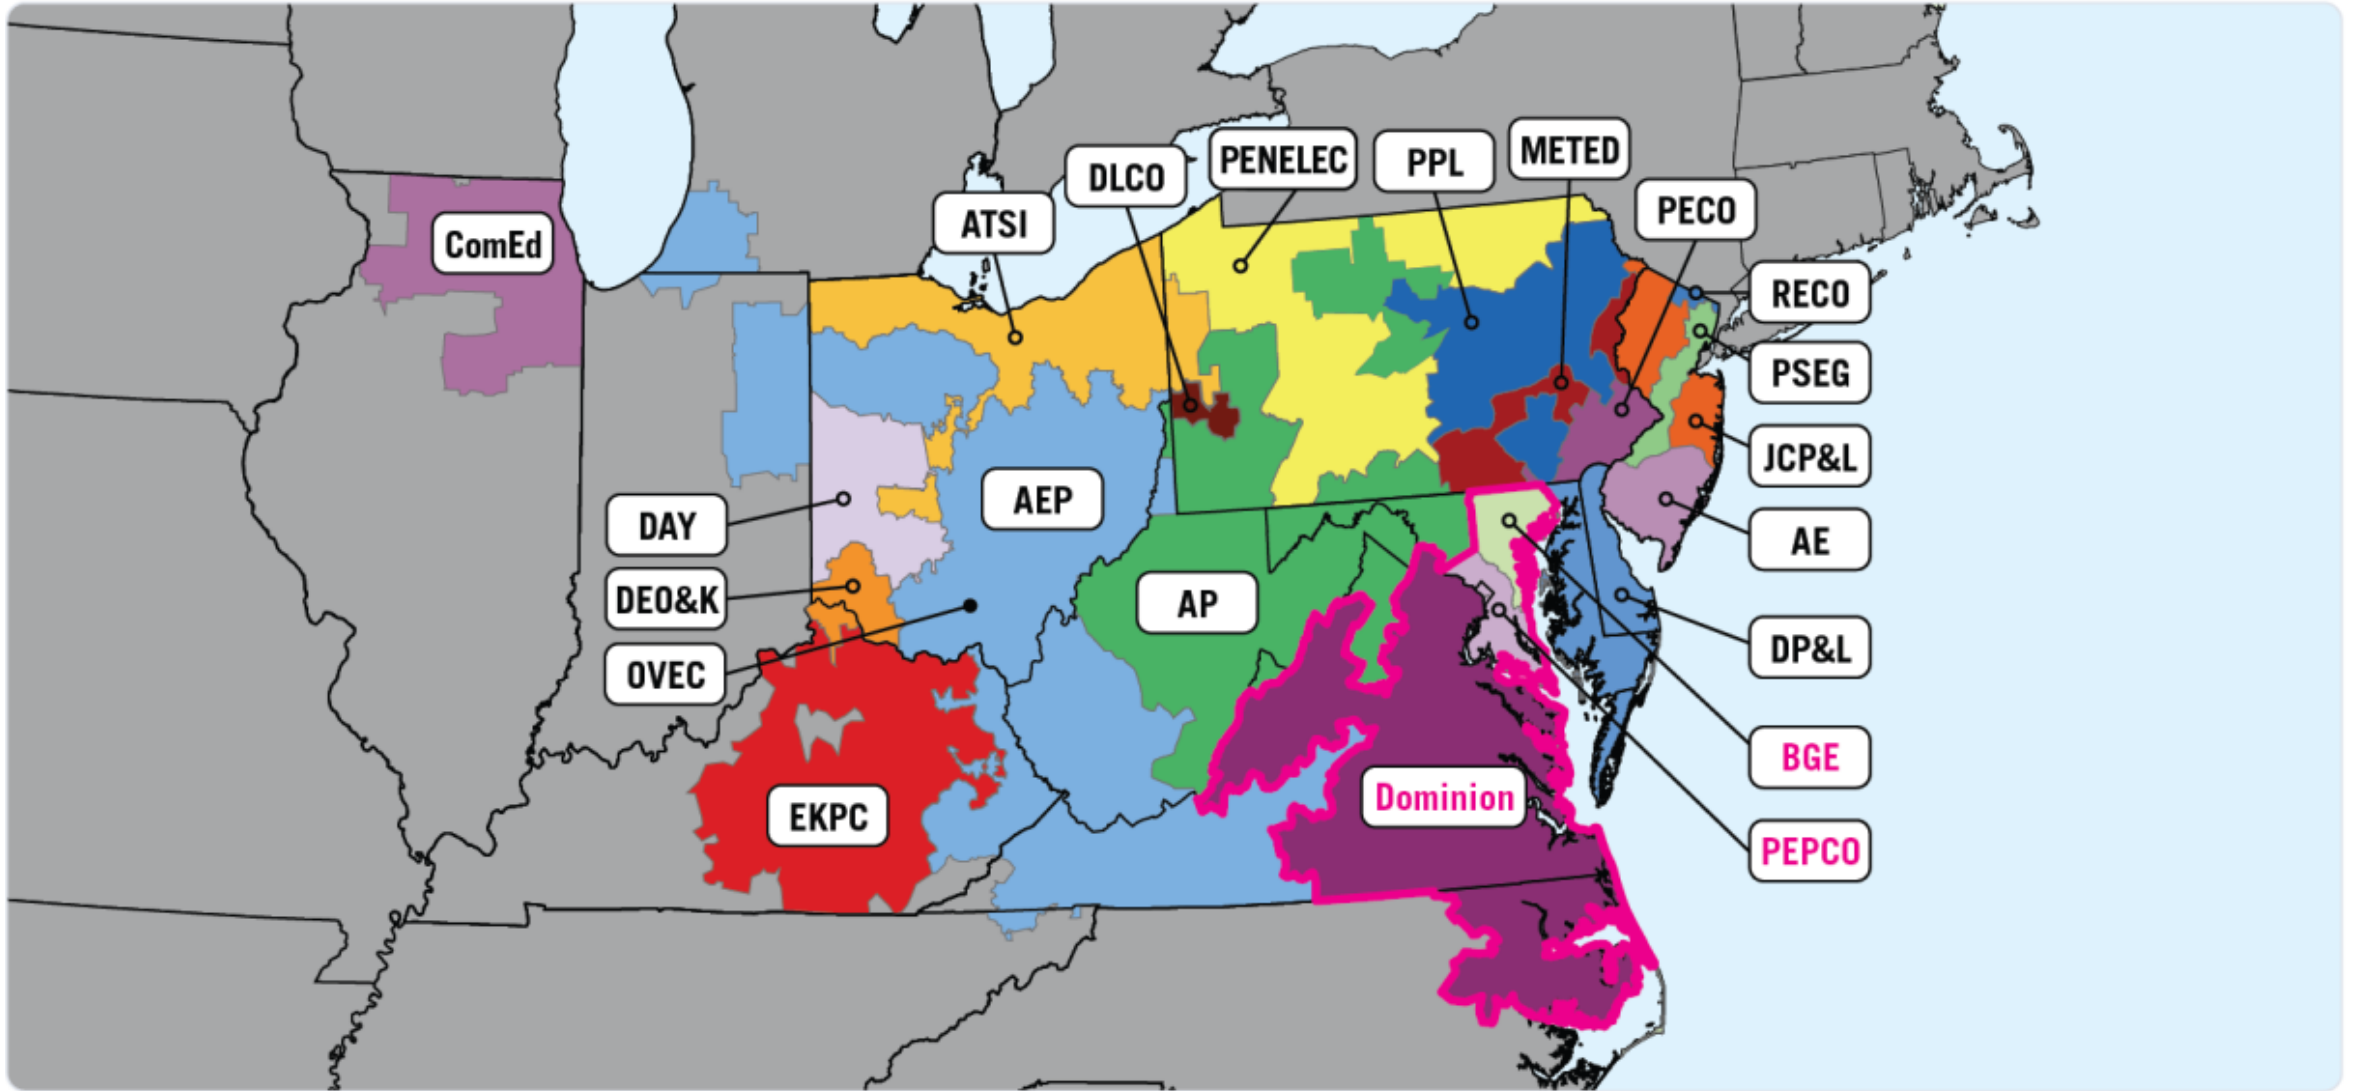 METED
PENELEC
PPL
DLCO
PECO
ATSI
ComEd
RECO
PSEG
JCP&L
AEP
DAY
AE
DEO&K
AP
DP&L
OVEC
BGE
Dominion
EKPC
PEPCO